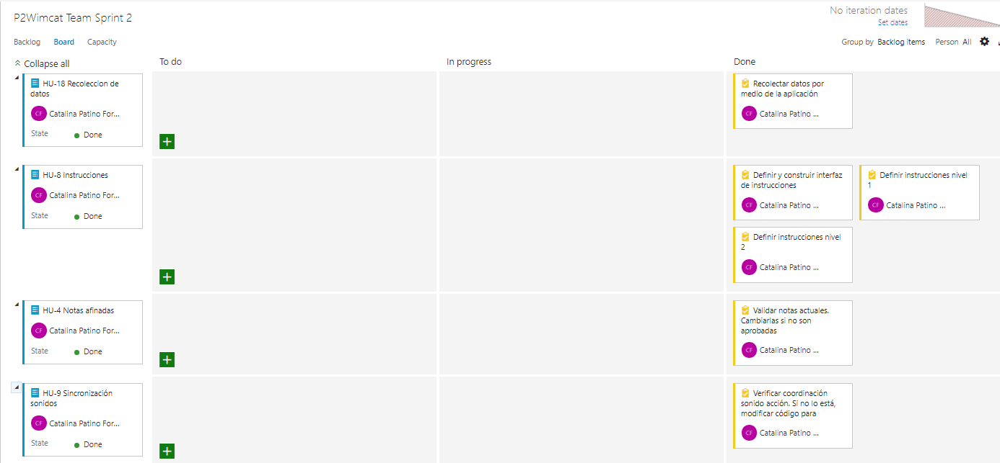 P2Wimcat Team Sprint 2
No iteration dates
Set dates
Backlog Board Capacity
Group by Backlog items Person All
Collapse all
To do
In progress
Done
HU-18 Recoleccion de
datos
CF Catalina Patino For...
State Done
Recolectar datos por
medio de la aplicación
CF Catalina Patino ...
HU-8 Instrucciones
CF Catalina Patino For...
State Done
Definir y construir interfaz
de instrucciones
CF Catalina Patino ...
Definir instrucciones nivel
1
CF Catalina Patino ...
Definir instrucciones nivel
2
CF Catalina Patino ...
HU-4 Notas afinadas
CF Catalina Patino For...
State Done
Validar notas actuales.
Cambiarlas si no son
aprobadas
CF Catalina Patino ...
HU-9 Sincronización
sonidos
CF Catalina Patino For...
State Done
Verificar coordinación
sonido acción. Si no lo está,
modificar código para
CF Catalina Patino ...